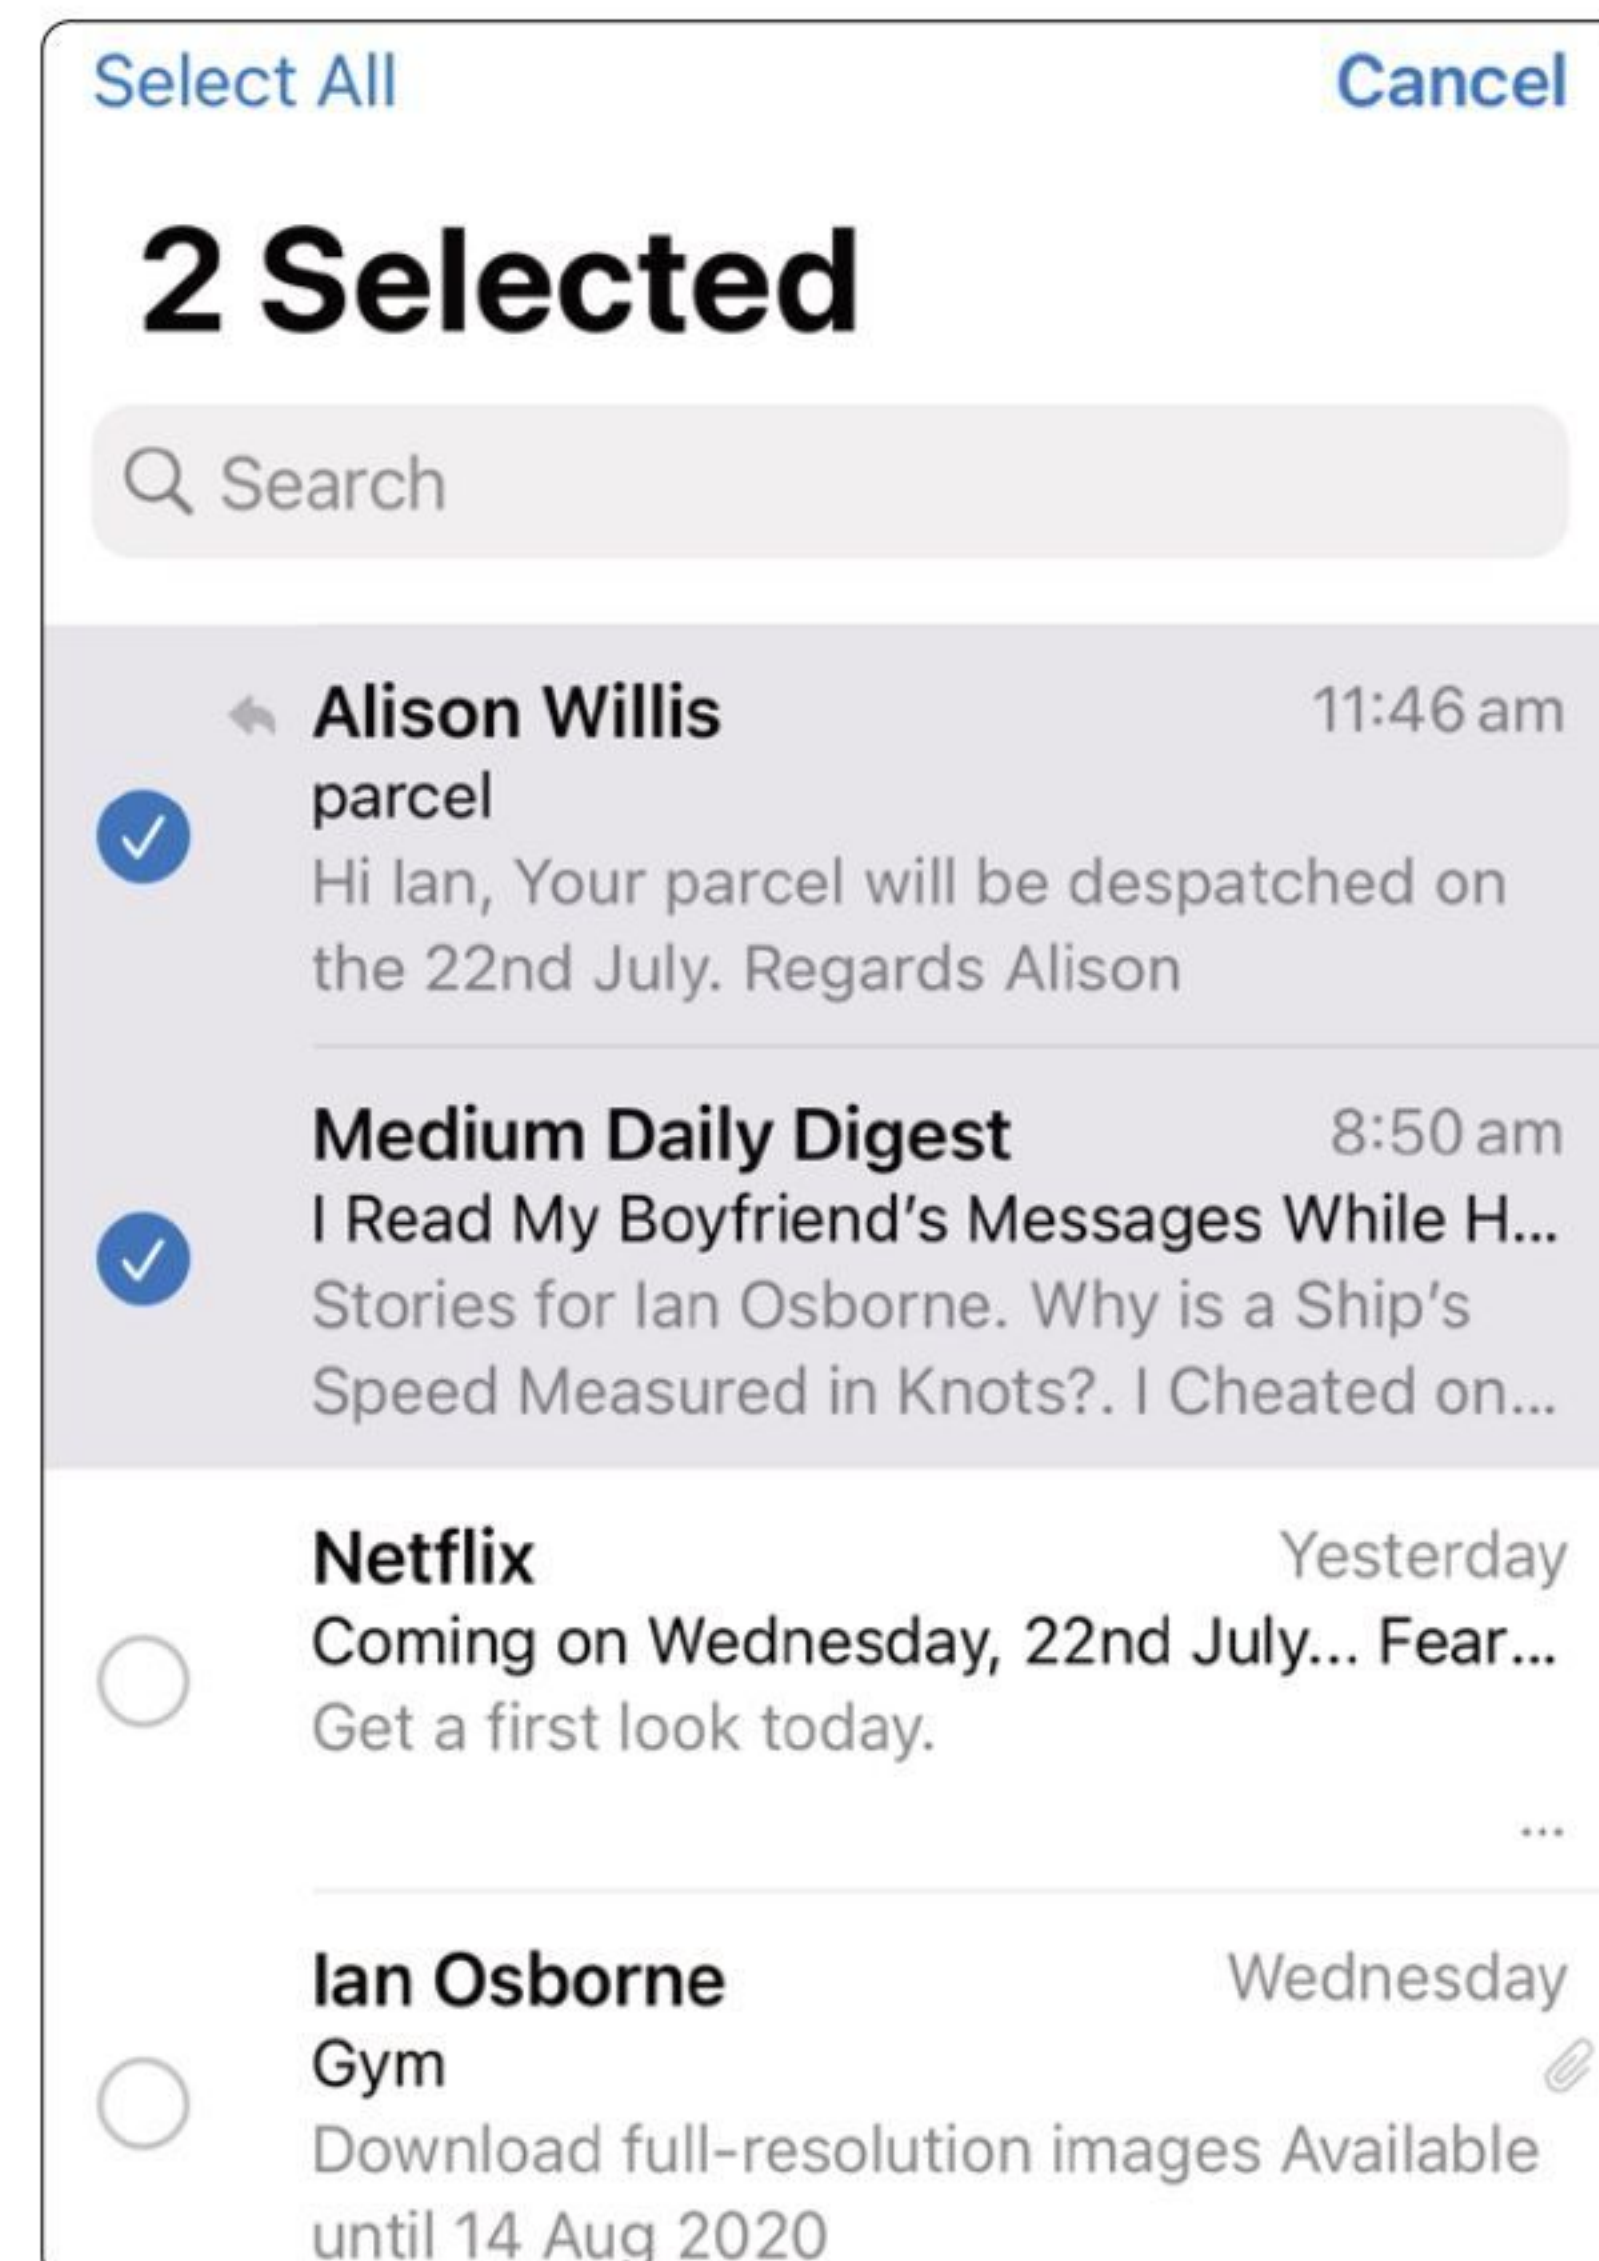 Select All
Cancel
2 Selected
Search
Alison Willis
11:46 am
parcel
Hi Ian, Your parcel will be despatched on
the 22nd July. Regards Alison
Medium Daily Digest
8:50 am
I Read My Boyfriend’s Messages While H...
Stories for Ian Osborne. Why is a Ship’s
Speed Measured in Knots?. I Cheated on...
Netflix
Yesterday
Coming on Wednesday, 22nd July... Fear...
Get a first look today.
...
Ian Osborne
Wednesday
Gym
Download full-resolution images Available
until 14 Aug 2020